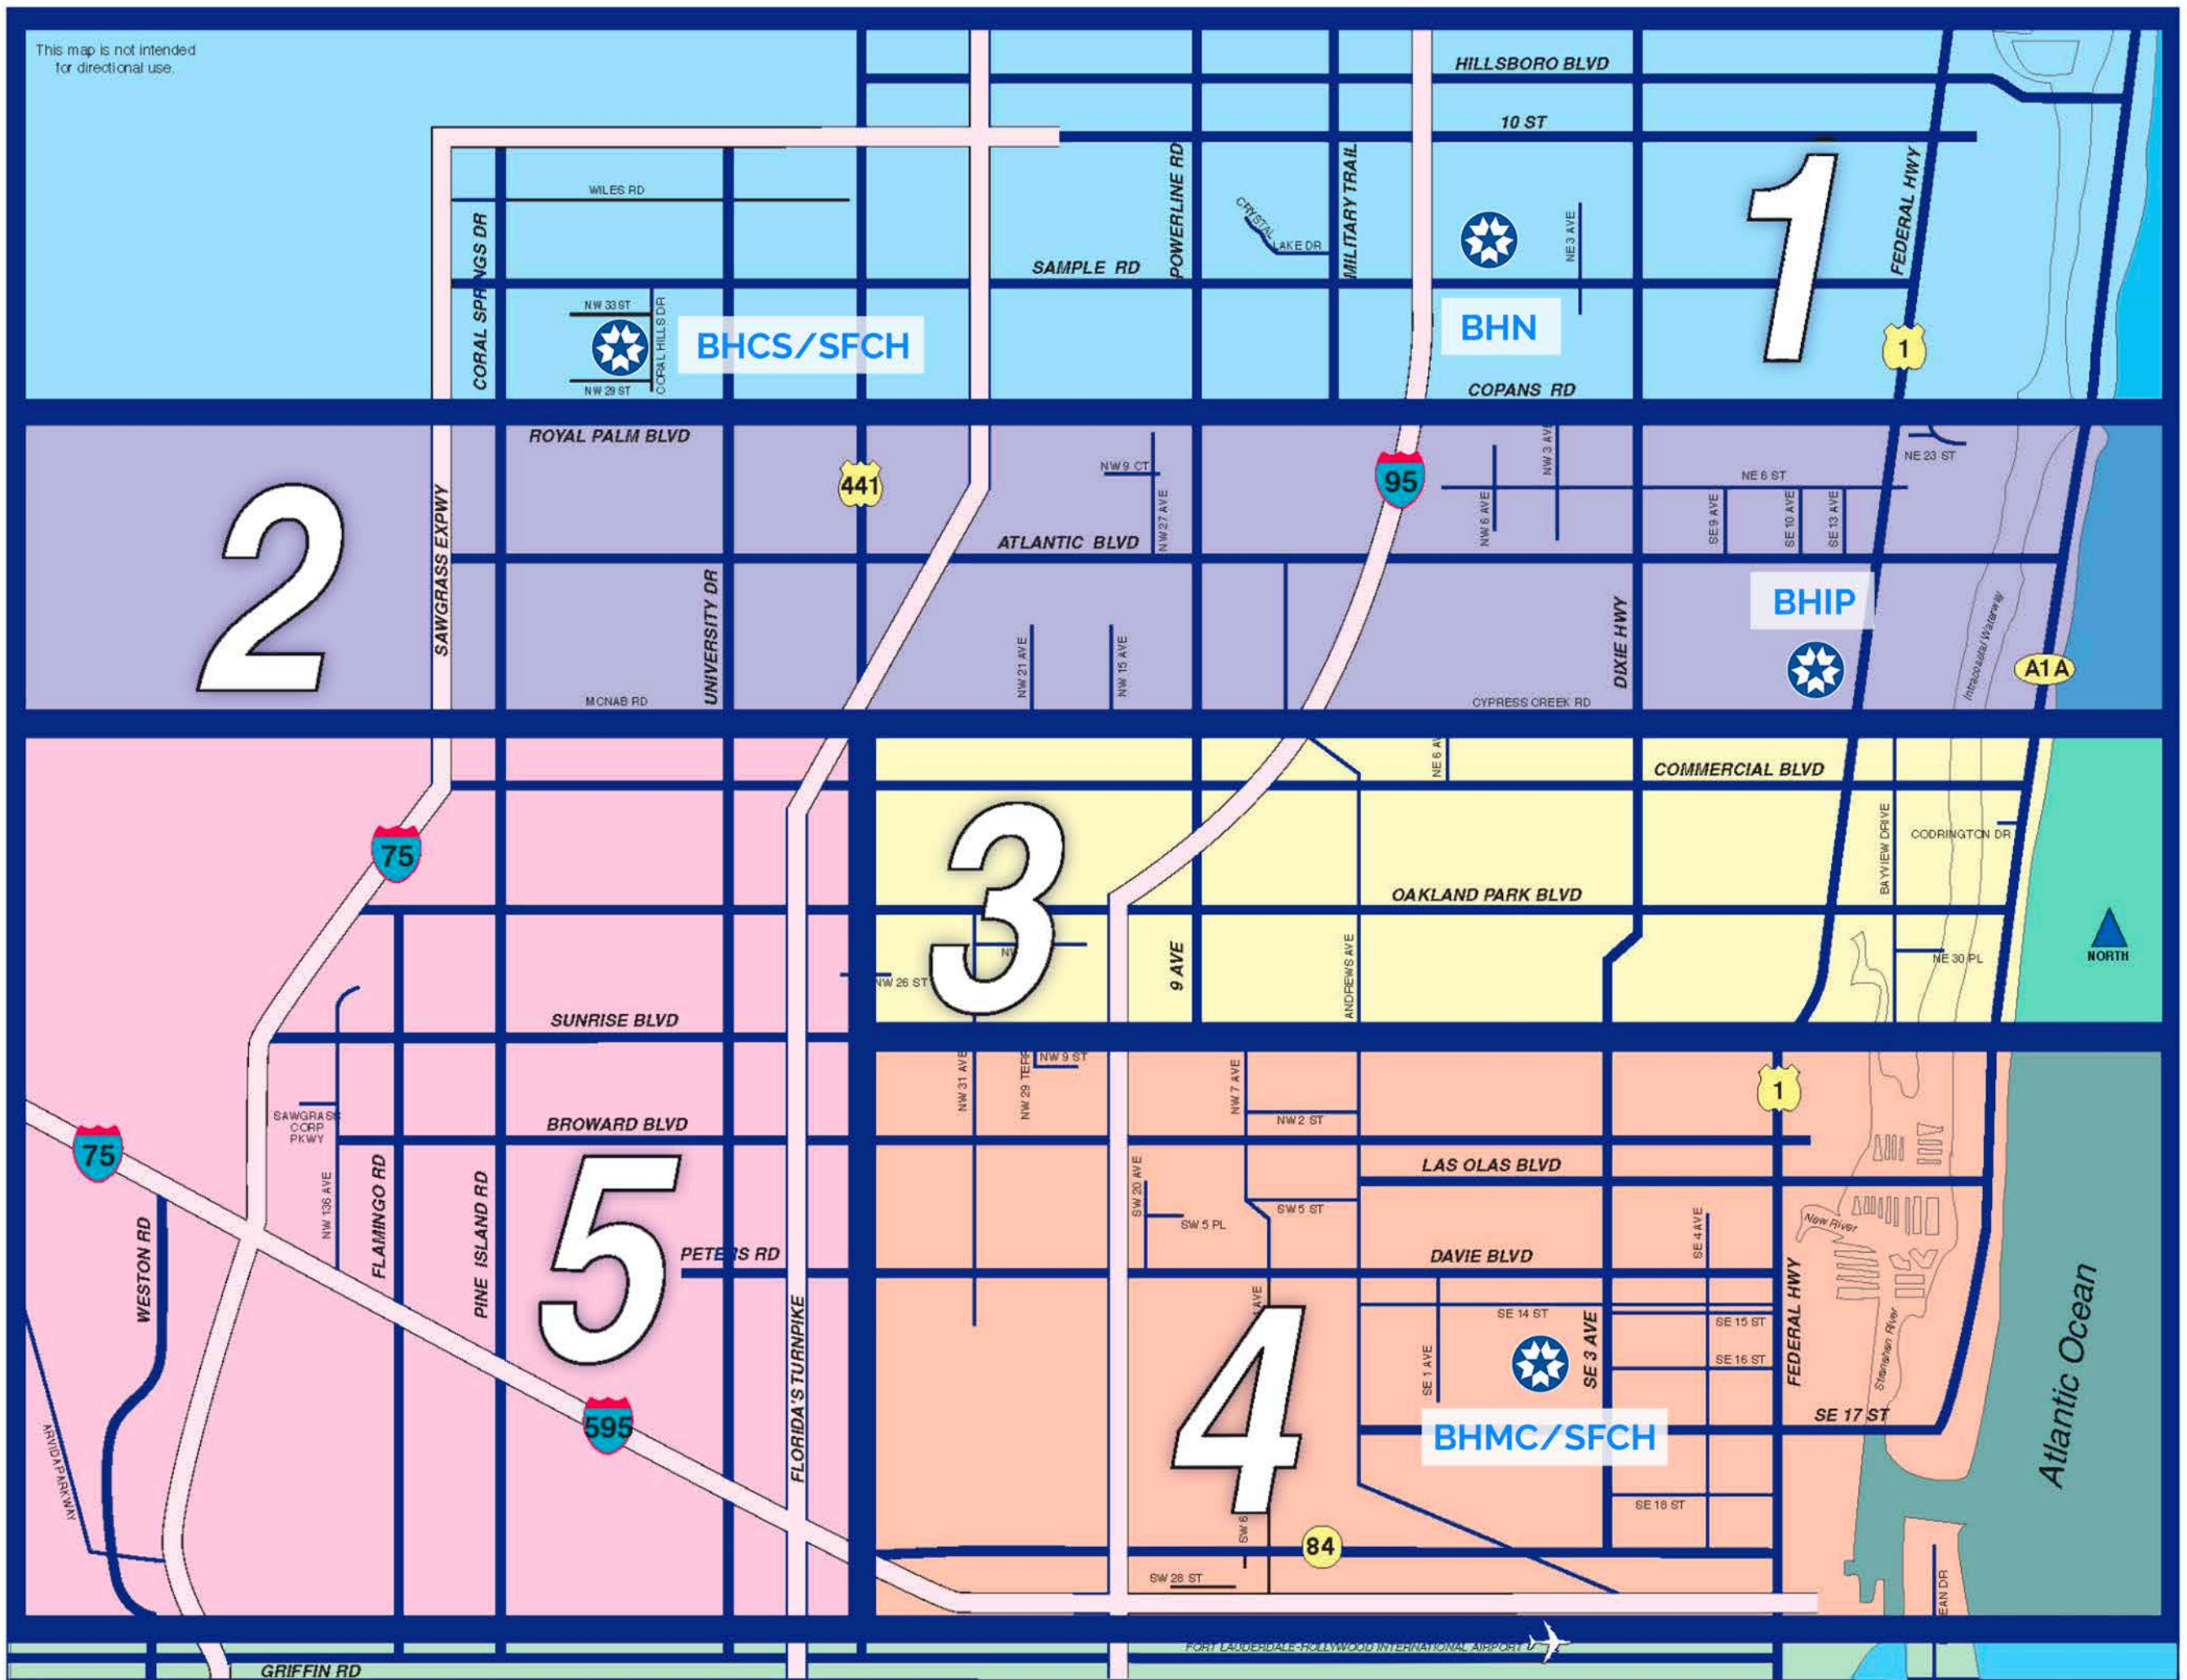 This map is not intended
for directional use.
HILLSBORO BLVD
10 ST
POWERLINE RD
MILITARY TRAIL
FEDERAL HWY
1
WILES RD
CORAL SPRINGS DR
CRYSTAL
LAKE DR
NE 3 AVE
SAMPLE RD
NW 33 ST
CORAL HILLS DR
BHCS/SFCH
BHN
1
NW 29 ST
COPANS RD
ROYAL PALM BLVD
NW 9 CT
441
95
NW 3 AVE
NE 23 ST
NE 6 ST
2
SAWGRASS EXPWY
NW 27 AVE
NW 6 AVE
SE 9 AVE
SE 10 AVE
SE 13 AVE
ATLANTIC BLVD
UNIVERSITY DR
BHIP
DIXIE HWY
Intracoastal Waterway
A1A
NW 21 AVE
NW 15 AVE
MCNAB RD
CYPRESS CREEK RD
COMMERCIAL BLVD
75
3
BAYVIEW DRIVE
CODRINGTON DR
OAKLAND PARK BLVD
9 AVE
ANDREWS AVE
NE 30 PL
NORTH
NW 26 ST
SUNRISE BLVD
NW 31 AVE
NW 9 ST
NW 7 AVE
1
SAWGRASS
CORP
PKWY
BROWARD BLVD
NW 2 ST
75
LAS OLAS BLVD
5
SW 20 AVE
SW 5 PL
SW 5 ST
New River
NW 136 AVE
FLAMINGO RD
PINE ISLAND RD
WESTON RD
PETERS RD
DAVIE BLVD
SE 4 AVE
FEDERAL HWY
FLORIDA'S TURNPIKE
4
SE 14 ST
SE 15 ST
SE 3 AVE
SE 1 AVE
SE 16 ST
Stranahan River
Atlantic Ocean
595
BHMC/SFCH
SE 17 ST
ARVIDA PARKWAY
SE 18 ST
84
SW 6
SW 28 ST
FORT LAUDERDALE-HOLLYWOOD INTERNATIONAL AIRPORT
GRIFFIN RD